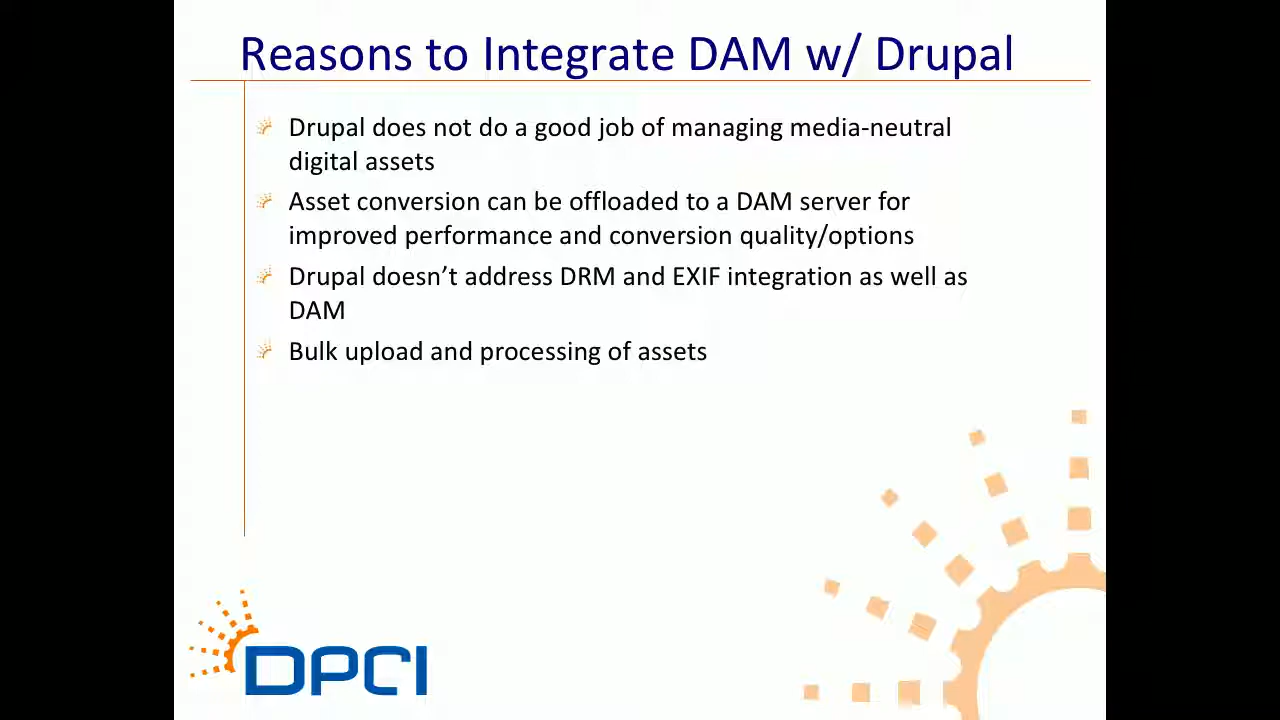 Reasons to Integrate DAM w/ Drupal
Drupal does not do a good job of managing media-neutral
digital assets
Asset conversion can be offloaded to a DAM server for
improved performance and conversion quality/options
Drupal doesn’t address DRM and EXIF integration as well as
DAM
Bulk upload and processing of assets
DPCI